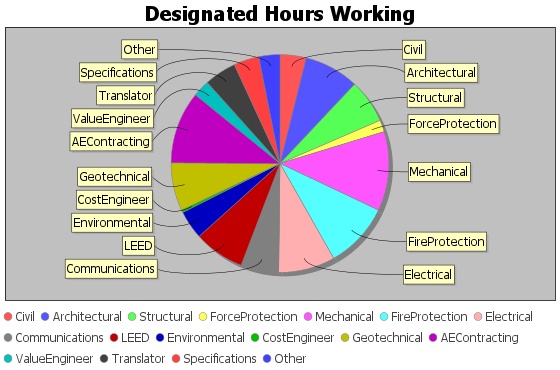 Designated Hours Working
Other
Civil
Specifications
Architectural
Translator
Structural
ValueEngineer
ForceProtection
AEContracting
Mechanical
Geotechnical
CostEngineer
Environmental
FireProtection
LEED
Communications
Electrical
Civil Architectural Structural ForceProtection Mechanical FireProtection Electrical
Communications LEED Environmental CostEngineer Geotechnical AEContracting
ValueEngineer Translator Specifications Other